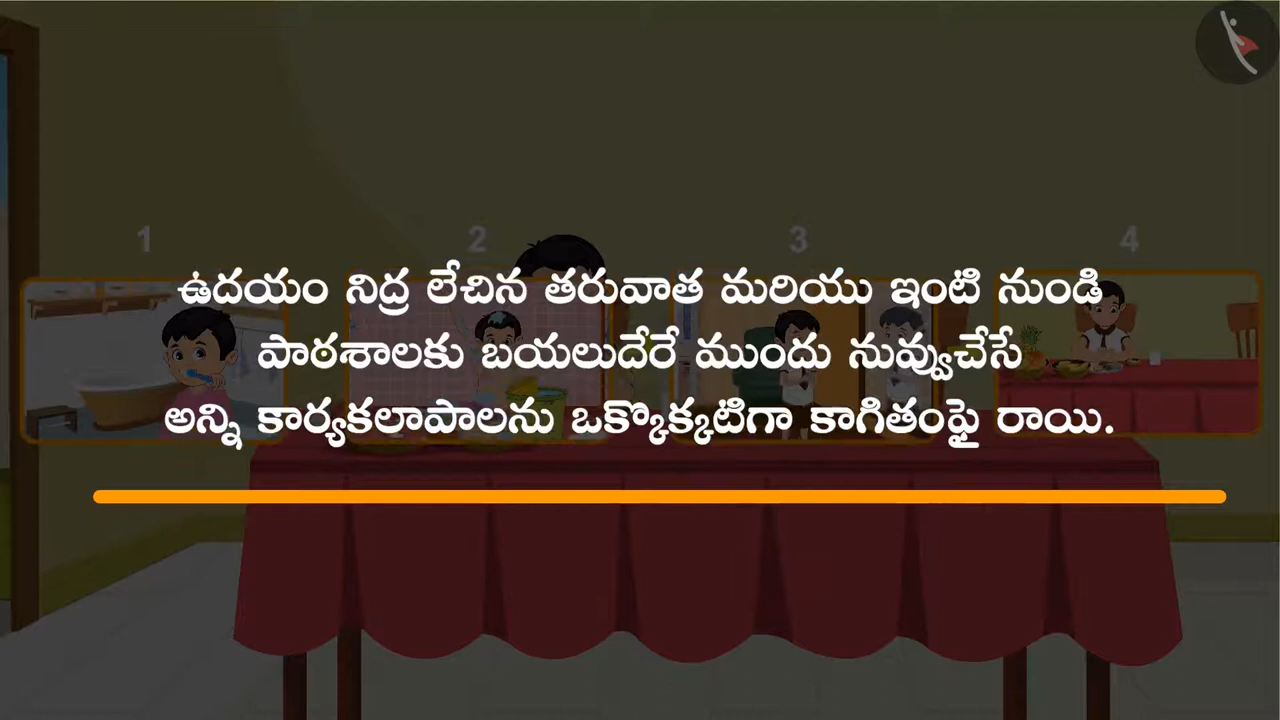 1 2 3 4
ఉదయం నిద్ర లేచిన తరువాత మరియు ఇంటి నుండి
పాఠశాలకు బయలుదేరే ముందు నువ్వుచేసే
అన్ని కార్యకలాపాలను ఒక్కొక్కటిగా కాగితంఫై రాయి.